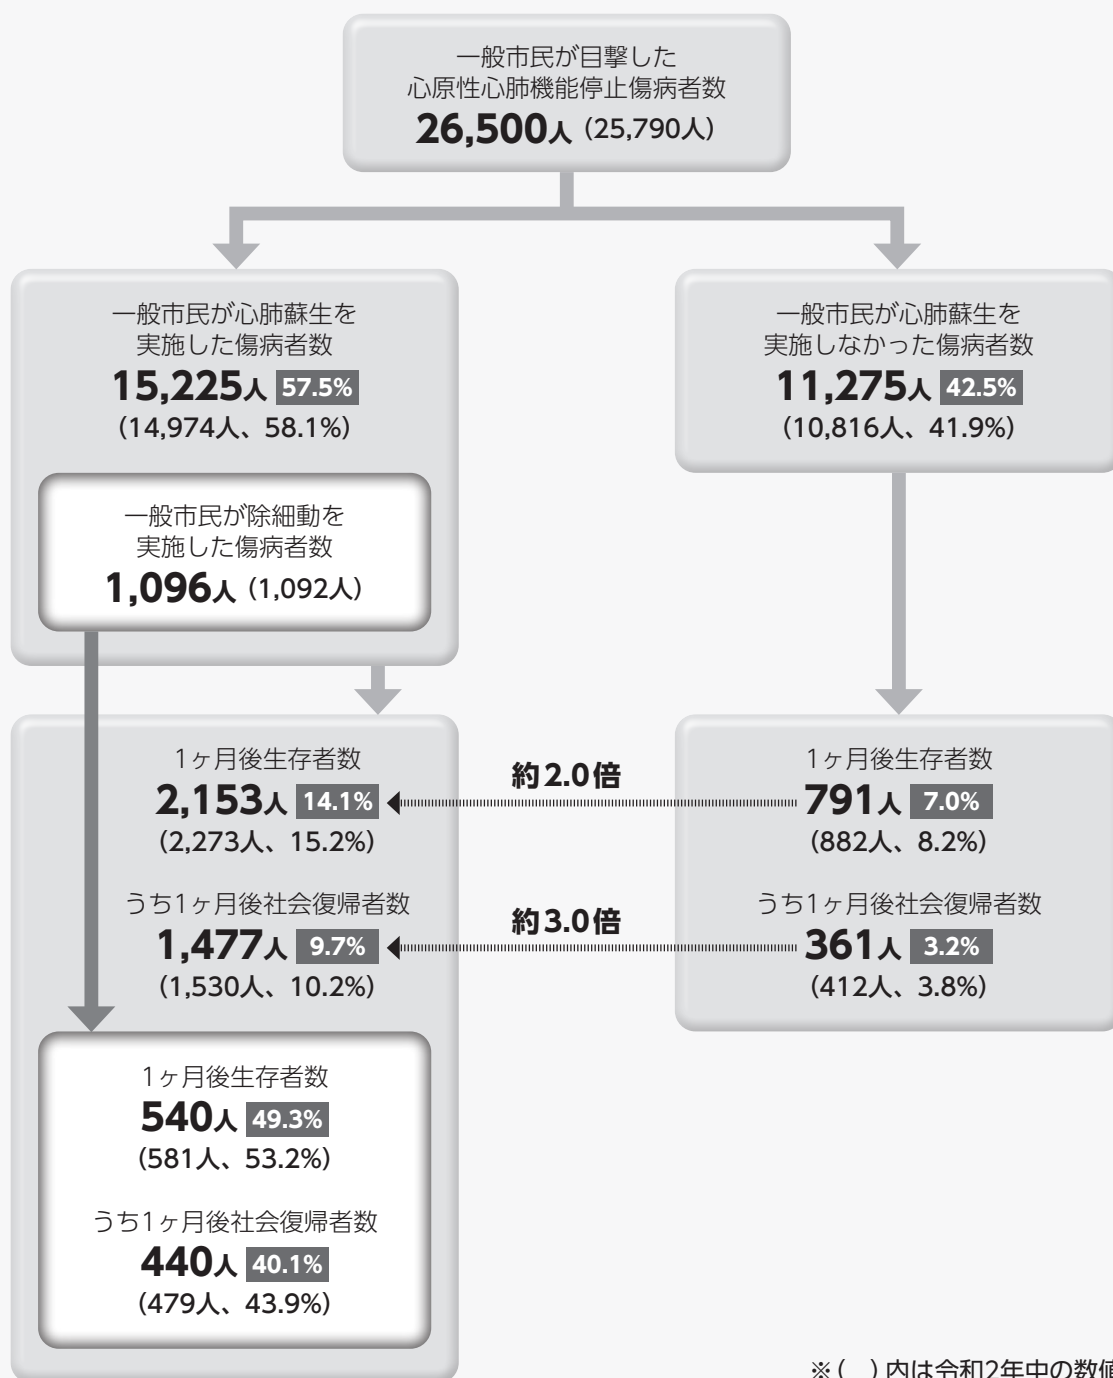 一般市民が目撃した
心原性心肺機能停止傷病者数
26,500人 (25,790人)
一般市民が心肺蘇生を
実施した傷病者数
15,225人 57.5%
(14,974人、58.1%)
一般市民が除細動を
実施した傷病者数
1,096人 (1,092人)
一般市民が心肺蘇生を
実施しなかった傷病者数
11,275人 42.5%
(10,816人、41.9%)
1ヶ月後生存者数
2,153人 14.1%
(2,273人、15.2%)
うち1ヶ月後社会復帰者数
1,477人 9.7%
(1,530人、10.2%)
約2.0倍
約3.0倍
1ヶ月後生存者数
791人 7.0%
(882人、8.2%)
うち1ヶ月後社会復帰者数
361人 3.2%
(412人、3.8%)
1ヶ月後生存者数
540人 49.3%
(581人、53.2%)
うち1ヶ月後社会復帰者数
440人 40.1%
(479人、43.9%)
※( )内は令和2年中の数値